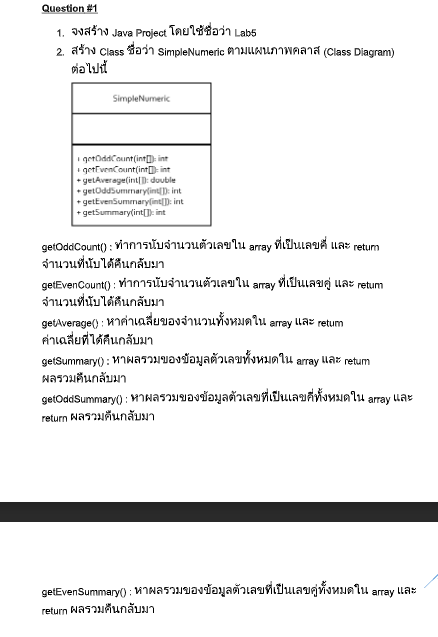 Question #1
1. จงสร้าง Java Project โดยใช้ชื่อว่า Lab5
2. สร้าง Class ชื่อว่า SimpleNumeric ตามแผนภาพคลาส (Class Diagram)
ต่อไปนี้
SimpleNumeric
+ getOddCount(int[]): int
+ getEvenCount(int[]): int
+ getAverage(int[]): double
+ getOddSummary(int[]): int
+ getEvenSummary(int[]): int
+ getSummary(int[]): int
getOddCount() : ทำการนับจำนวนตัวเลขใน array ที่เป็นเลขคี่ และ return
จำนวนที่นับได้คืนกลับมา
getEvenCount() : ทำการนับจำนวนตัวเลขใน array ที่เป็นเลขคู่ และ return
จำนวนที่นับได้คืนกลับมา
getAverage() : หาค่าเฉลี่ยของจำนวนทั้งหมดใน array และ return
ค่าเฉลี่ยที่ได้คืนกลับมา
getSummary() : หาผลรวมของข้อมูลตัวเลขทั้งหมดใน array และ return
ผลรวมคืนกลับมา
getOddSummary() : หาผลรวมของข้อมูลตัวเลขที่เป็นเลขคี่ทั้งหมดใน array และ
return ผลรวมคืนกลับมา
getEvenSummary() : หาผลรวมของข้อมูลตัวเลขที่เป็นเลขคู่ทั้งหมดใน array และ
return ผลรวมคืนกลับมา